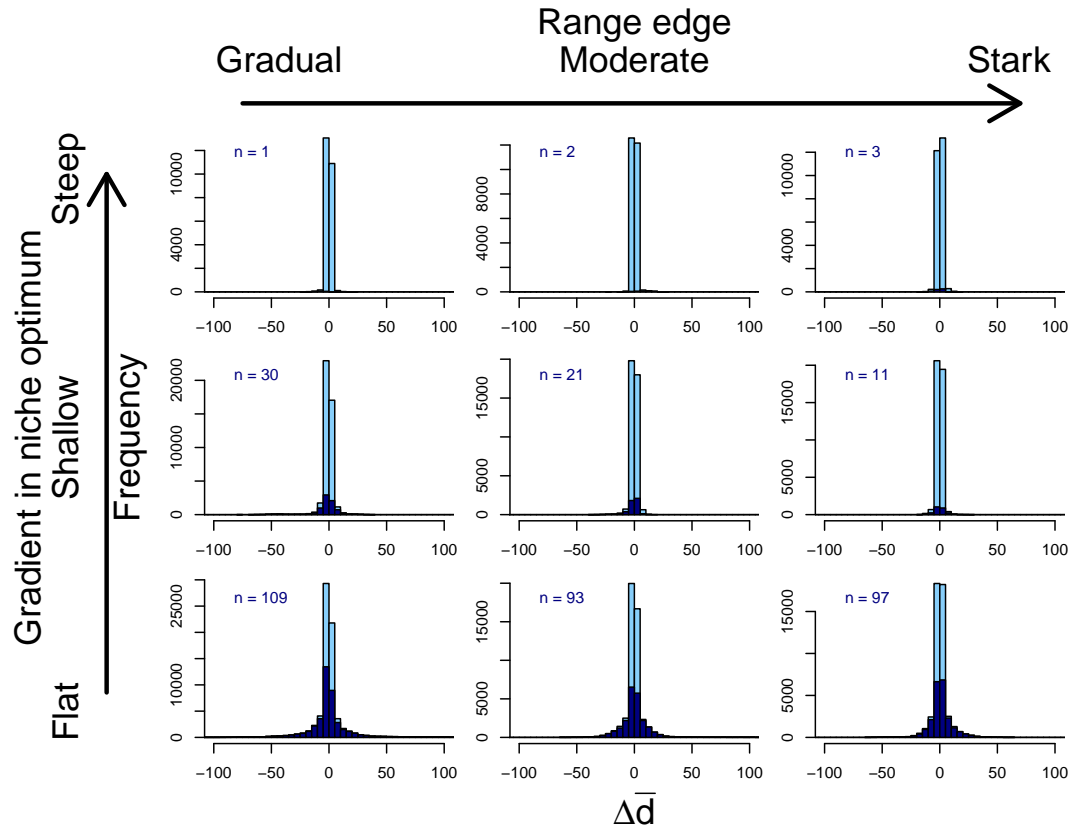 Range edge
Gradual Moderate Stark
Gradient in niche optimum
Steep
Shallow
Flat
Frequency
n = 1
0 4000 10000
−100 −50 0 50 100
n = 2
0 4000 8000
−100 −50 0 50 100
n = 3
0 4000 10000
−100 −50 0 50 100
n = 30
0 10000 20000
−100 −50 0 50 100
n = 21
0 5000 15000
−100 −50 0 50 100
n = 11
0 5000 15000
−100 −50 0 50 100
n = 109
0 10000 25000
−100 −50 0 50 100
n = 93
0 5000 15000
−100 −50 0 50 100
n = 97
0 5000 15000
−100 −50 0 50 100
Δd̅